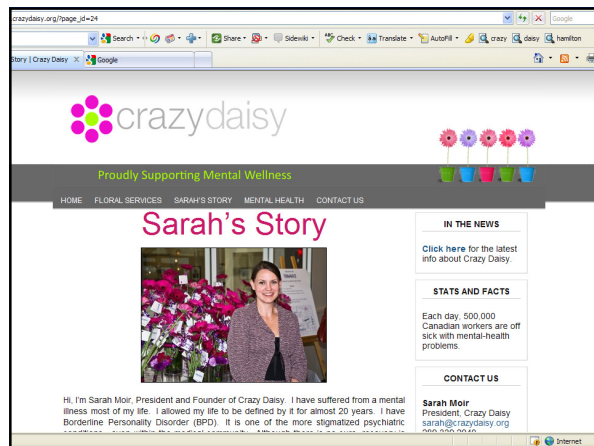 crazydaisy.org/?page_id=24
Google
Search
Share
Sidewiki
Check
Translate
AutoFill
crazy
daisy
hamilton
Story | Crazy Daisy
Google
crazydaisy
Proudly Supporting Mental Wellness
HOME FLORAL SERVICES SARAH'S STORY MENTAL HEALTH CONTACT US
Sarah's Story
Hi, I'm Sarah Moir, President and Founder of Crazy Daisy. I have suffered from a mental
illness most of my life. I allowed my life to be defined by it for almost 20 years. I have
Borderline Personality Disorder (BPD). It is one of the more stigmatized psychiatric
IN THE NEWS
Click here for the latest
info about Crazy Daisy.
STATS AND FACTS
Each day, 500,000
Canadian workers are off
sick with mental-health
problems.
CONTACT US
Sarah Moir
President, Crazy Daisy
sarah@crazydaisy.org
Internet